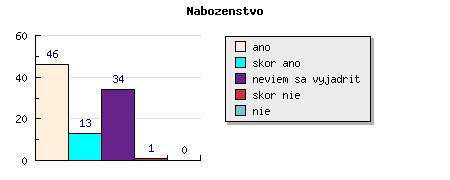 Nabozenstvo
60
40
20
0
46
13
34
1
0
ano
skor ano
neviem sa vyjadrit
skor nie
nie